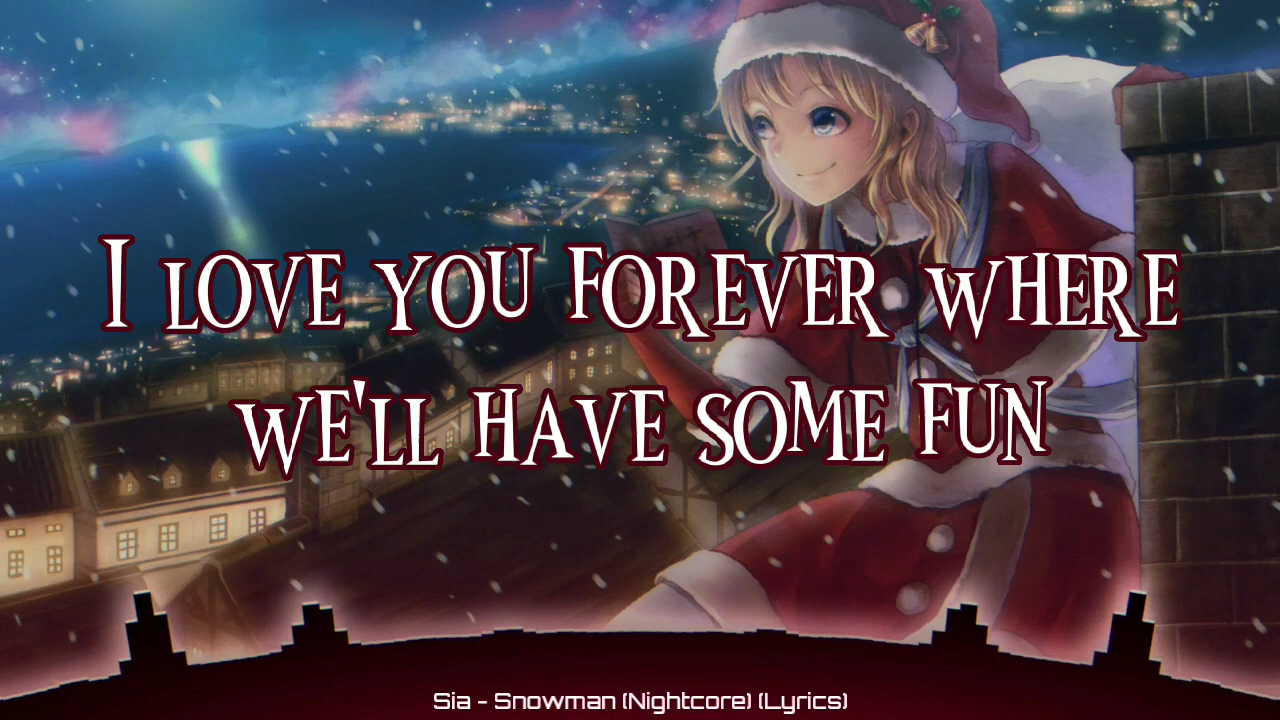 I LOVE YOU FOREVER WHERE
WE'LL HAVE SOME FUN
Sia - Snowman (Nightcore) (Lyrics)